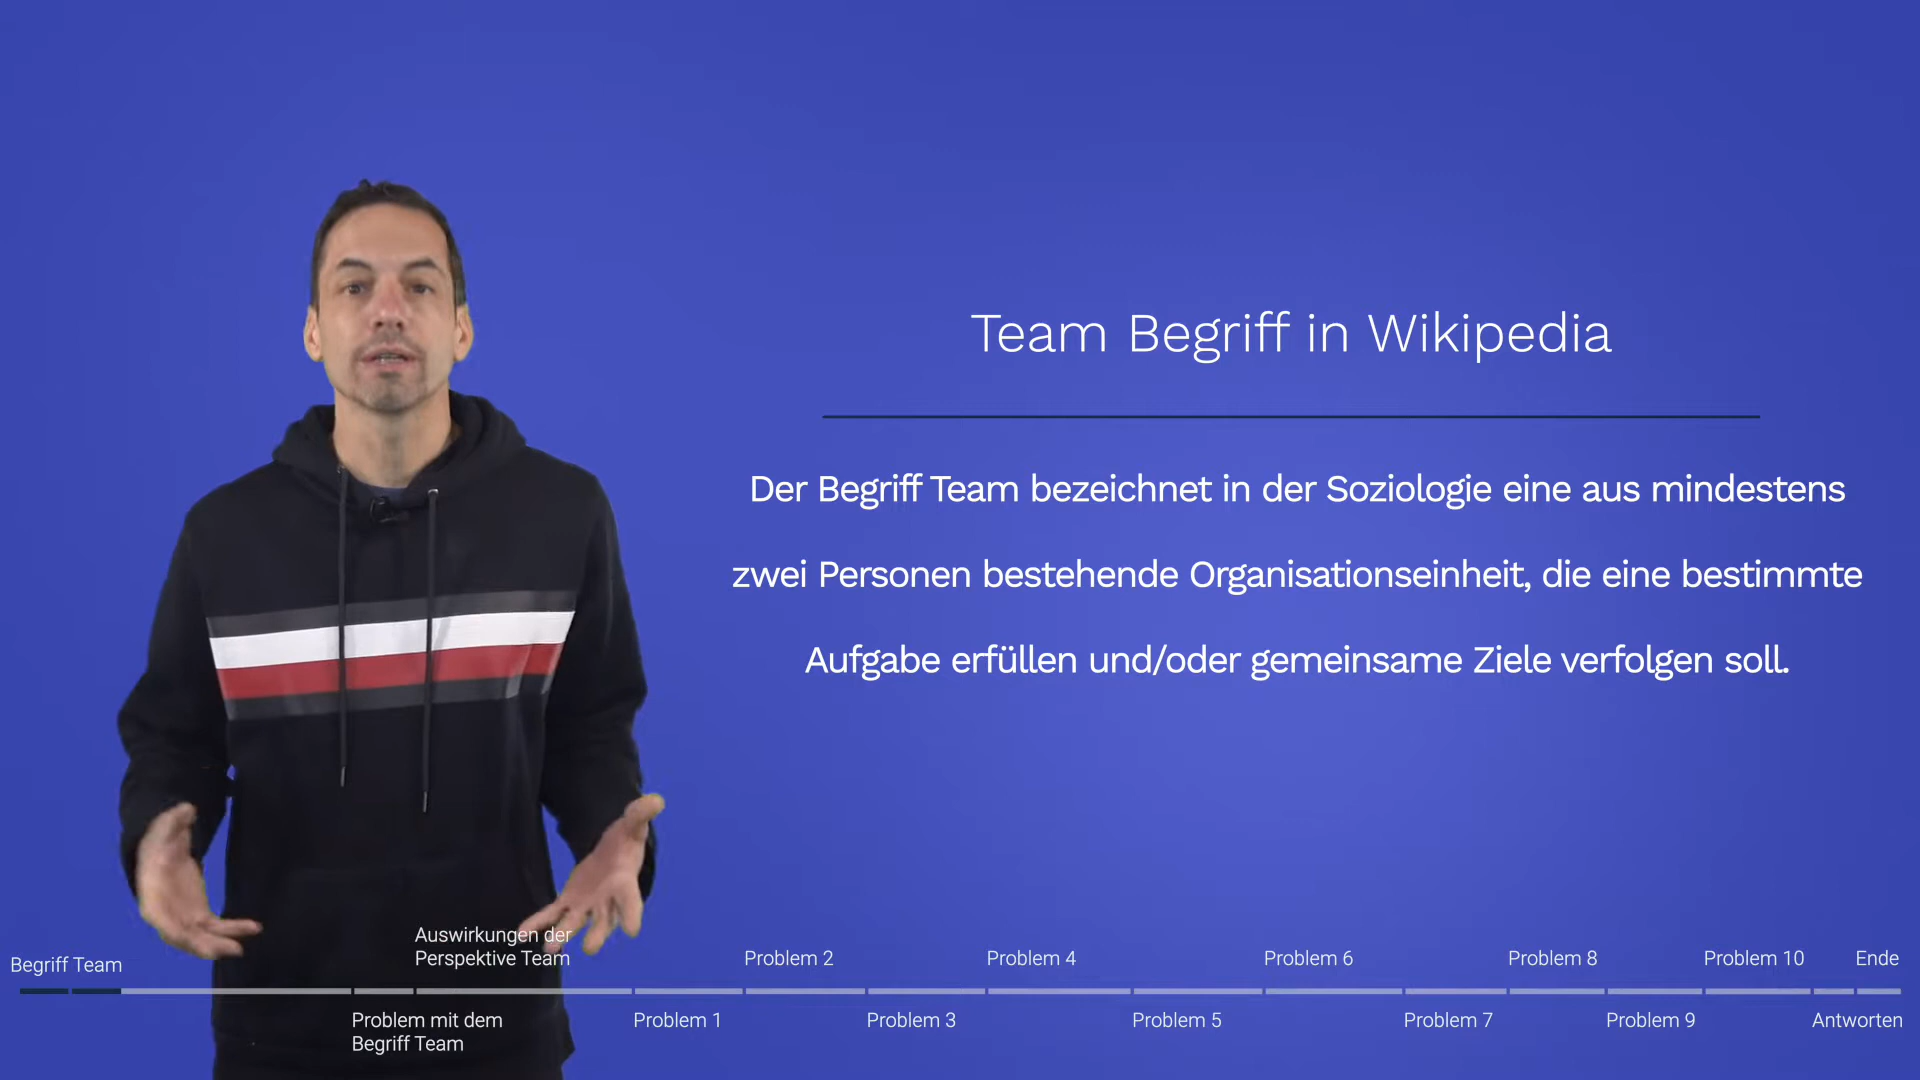 Team Begriff in Wikipedia
Der Begriff Team bezeichnet in der Soziologie eine aus mindestens
zwei Personen bestehende Organisationseinheit, die eine bestimmte
Aufgabe erfüllen und/oder gemeinsame Ziele verfolgen soll.
Begriff Team
Problem mit dem
Begriff Team
Auswirkungen der
Perspektive Team
Problem 1
Problem 2
Problem 3
Problem 4
Problem 5
Problem 6
Problem 7
Problem 8
Problem 9
Problem 10
Antworten
Ende